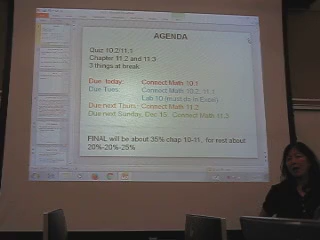 AGENDA
Quiz 10.2/11.1
Chapter 11.2 and 11.3
3 things at break
Due today: Connect Math 10.1
Due Tues: Connect Math 10.2, 11.1
Lab 10 (must do in Excel)
Due next Thurs: Connect Math 11.2
Due next Sunday, Dec 15: Connect Math 11.3
FINAL will be about 35% chap 10-11, for rest about
20%-20%-25%